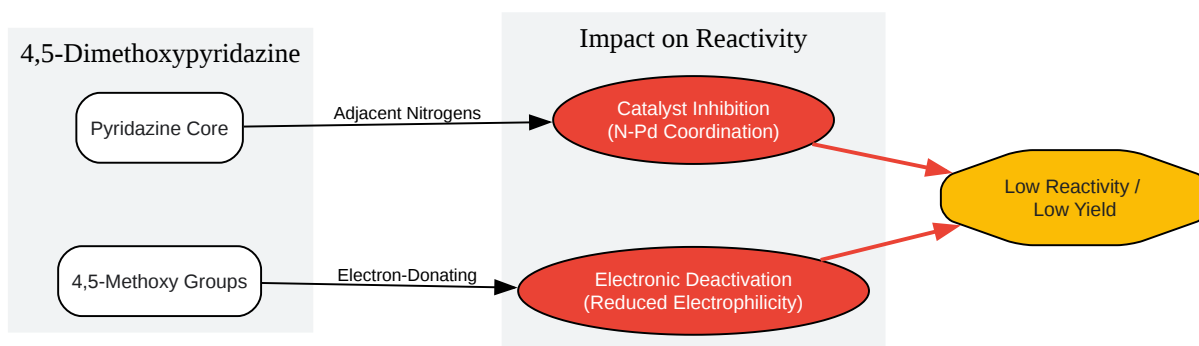 4,5-Dimethoxypyridazine
Impact on Reactivity
Pyridazine Core
Adjacent Nitrogens
Catalyst Inhibition
(N-Pd Coordination)
Low Reactivity /
Low Yield
4,5-Methoxy Groups
Electron-Donating
Electronic Deactivation
(Reduced Electrophilicity)